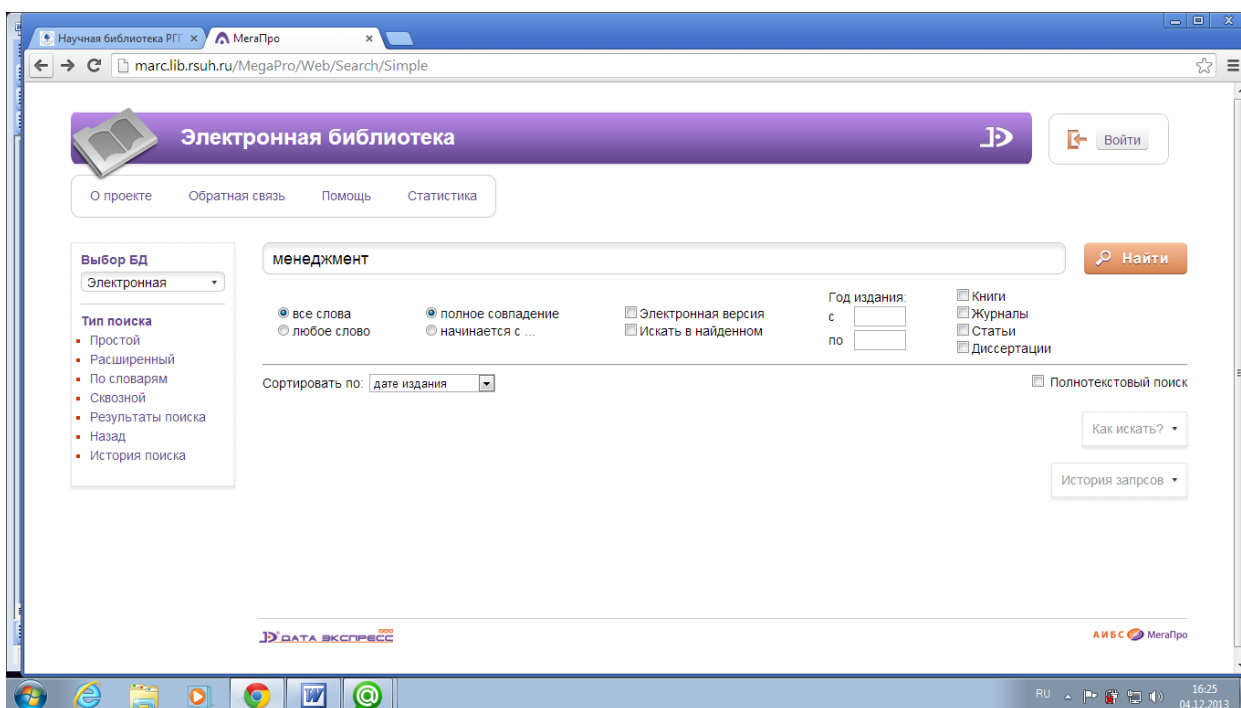 Научная библиотека РГГ
МегаПро
marc.lib.rsuh.ru/MegaPro/Web/Search/Simple
Электронная библиотека
Войти
О проекте Обратная связь Помощь Статистика
Выбор БД
Электронная
Тип поиска
Простой
Расширенный
По словарям
Сквозной
Результаты поиска
Назад
История поиска
менеджмент
Найти
все слова
любое слово
полное совпадение
начинается с ...
Электронная версия
Искать в найденном
Год издания:
с
по
Книги
Журналы
Статьи
Диссертации
Сортировать по: дате издания
Полнотекстовый поиск
Как искать?
История запрсов
ДАТА ЭКСПРЕСС
АИБС МегаПро
RU
16:25
04.12.2013